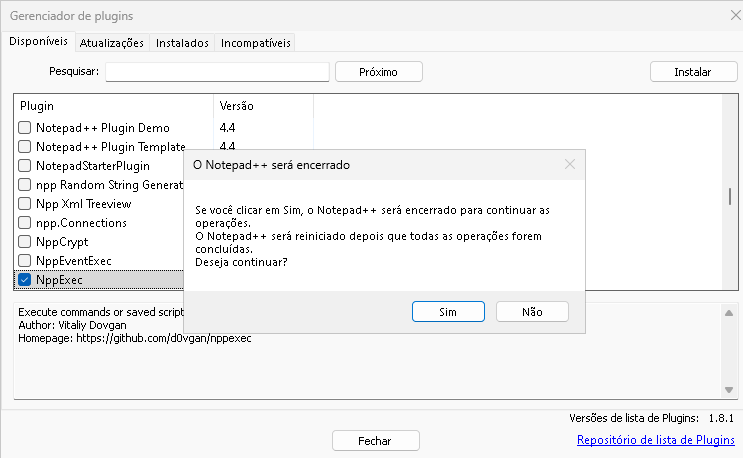 Gerenciador de plugins
Disponíveis Atualizações Instalados Incompatíveis
Pesquisar: Próximo Instalar
Plugin Versão
Notepad++ Plugin Demo 4.4
Notepad++ Plugin Template 4.4
NotepadStarterPlugin
npp Random String Generat
Npp Xml Treeview
npp.Connections
NppCrypt
NppEventExec
NppExec
O Notepad++ será encerrado
Se você clicar em Sim, o Notepad++ será encerrado para continuar as
operações.
O Notepad++ será reiniciado depois que todas as operações forem
concluídas.
Deseja continuar?
Sim Não
Execute commands or saved script
Author: Vitaliy Dovgan
Homepage: https://github.com/d0vgan/nppexec
Versões de lista de Plugins: 1.8.1
Fechar Repositório de lista de Plugins